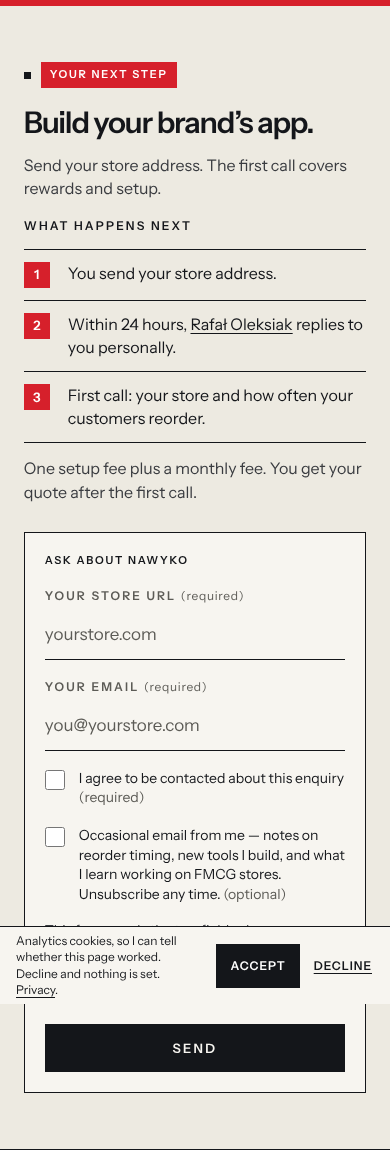 YOUR NEXT STEP
Build your brand’s app.
Send your store address. The first call covers
rewards and setup.
WHAT HAPPENS NEXT
1 You send your store address.
2 Within 24 hours, Rafał Oleksiak replies to
you personally.
3 First call: your store and how often your
customers reorder.
One setup fee plus a monthly fee. You get your
quote after the first call.
ASK ABOUT NAWYKO
YOUR STORE URL (required)
yourstore.com
YOUR EMAIL (required)
you@yourstore.com
I agree to be contacted about this enquiry
(required)
Occasional email from me — notes on
reorder timing, new tools I build, and what
I learn working on FMCG stores.
Unsubscribe any time. (optional)
Analytics cookies, so I can tell
whether this page worked.
Decline and nothing is set.
Privacy.
ACCEPT
DECLINE
SEND